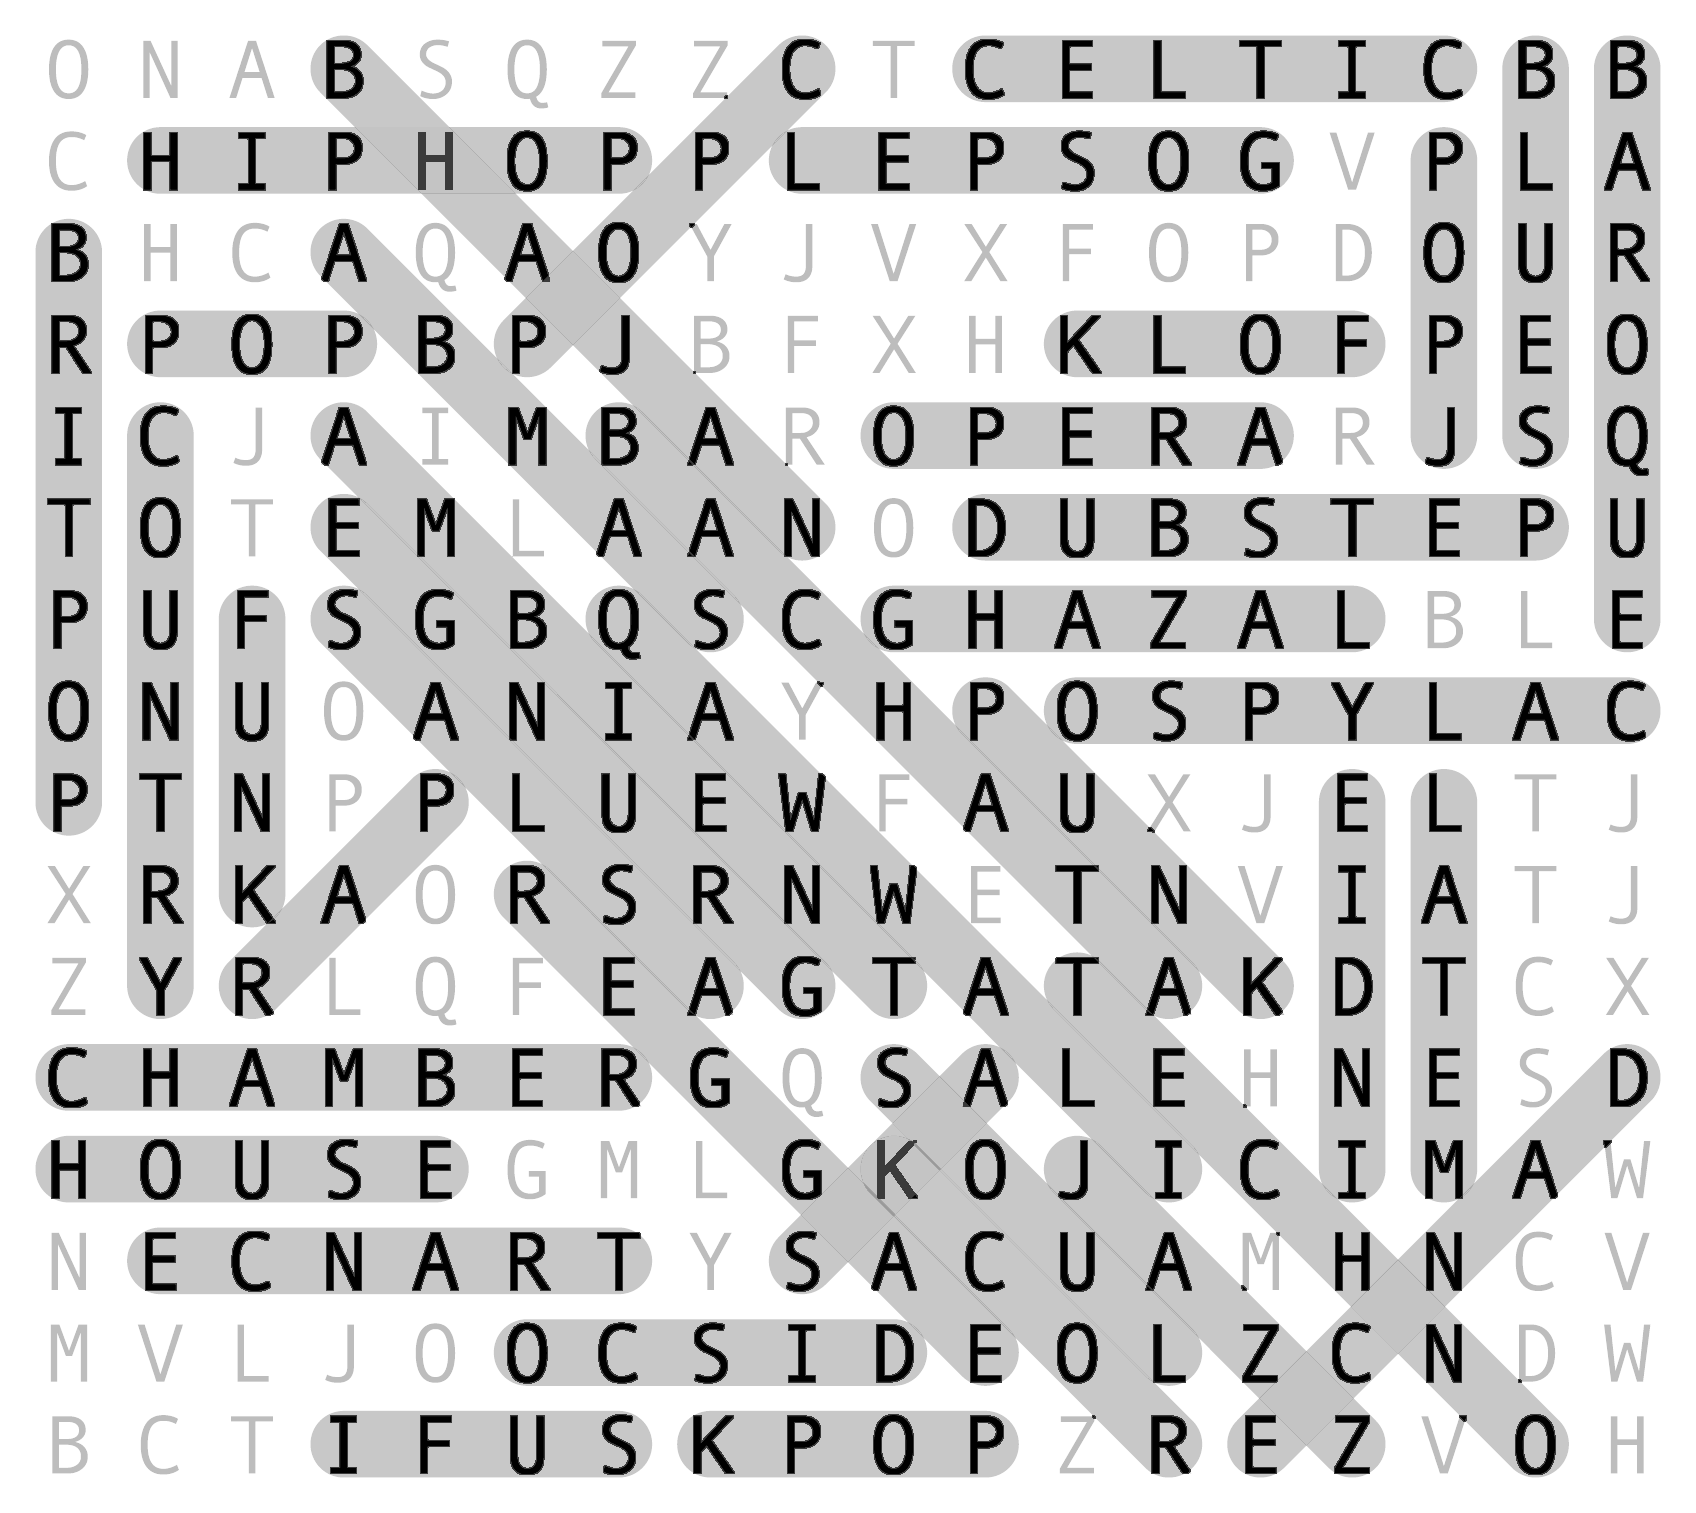 O N A B S Q Z Z C T C E L T I C B B
C H I P H O P P L E P S O G V P L A
B H C A Q A O Y J V X F O P D O U R
R P O P B P J B F X H K L O F P E O
I C J A I M B A R O P E R A R J S Q
T O T E M L A A N O D U B S T E P U
P U F S G B Q S C G H A Z A L B L E
O N U O A N I A Y H P O S P Y L A C
P T N P P L U E W F A U X J E L T J
X R K A O R S R N W E T N V I A T J
Z Y R L Q F E A G T A T A K D T C X
C H A M B E R G Q S A L E H N E S D
H O U S E G M L G K O J I C I M A W
N E C N A R T Y S A C U A M H N C V
M V L J O O C S I D E O L Z C N D W
B C T I F U S K P O P Z R E Z V O H